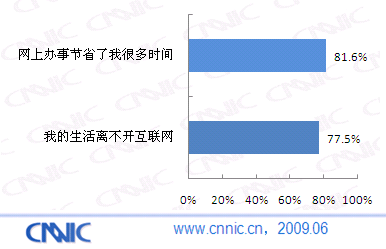 网上办事节省了我很多时间
81.6%
我的生活离不开互联网
77.5%
0% 20% 40% 60% 80% 100%
CNNIC www.cnnic.cn, 2009.06